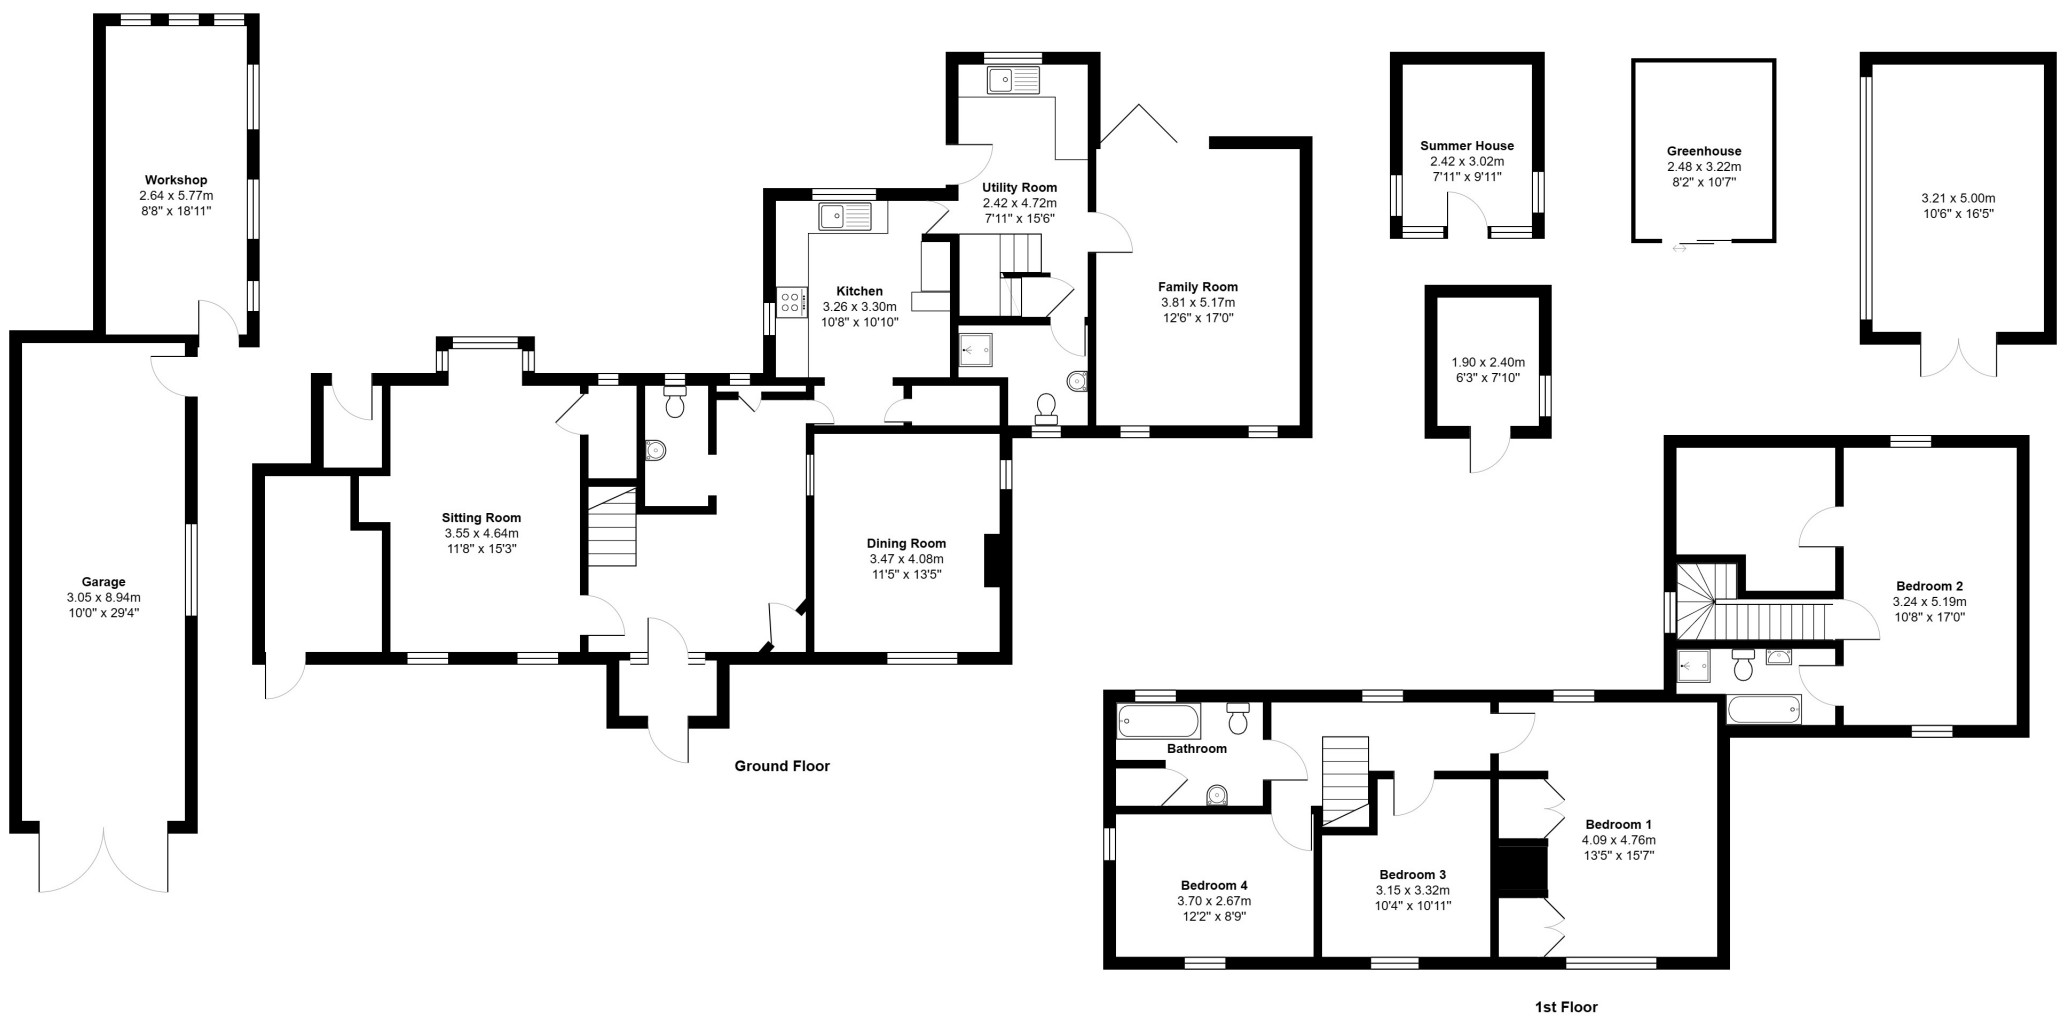 Workshop
2.64 x 5.77m
8'8" x 18'11"
Utility Room
2.42 x 4.72m
7'11" x 15'6"
Summer House
2.42 x 3.02m
7'11" x 9'11"
Greenhouse
2.48 x 3.22m
8'2" x 10'7"
3.21 x 5.00m
10'6" x 16'5"
Kitchen
3.26 x 3.30m
10'8" x 10'10"
Family Room
3.81 x 5.17m
12'6" x 17'0"
1.90 x 2.40m
6'3" x 7'10"
Garage
3.05 x 8.94m
10'0" x 29'4"
Sitting Room
3.55 x 4.64m
11'8" x 15'3"
Dining Room
3.47 x 4.08m
11'5" x 13'5"
Bedroom 2
3.24 x 5.19m
10'8" x 17'0"
Ground Floor
Bathroom
Bedroom 1
4.09 x 4.76m
13'5" x 15'7"
Bedroom 4
3.70 x 2.67m
12'2" x 8'9"
Bedroom 3
3.15 x 3.32m
10'4" x 10'11"
1st Floor